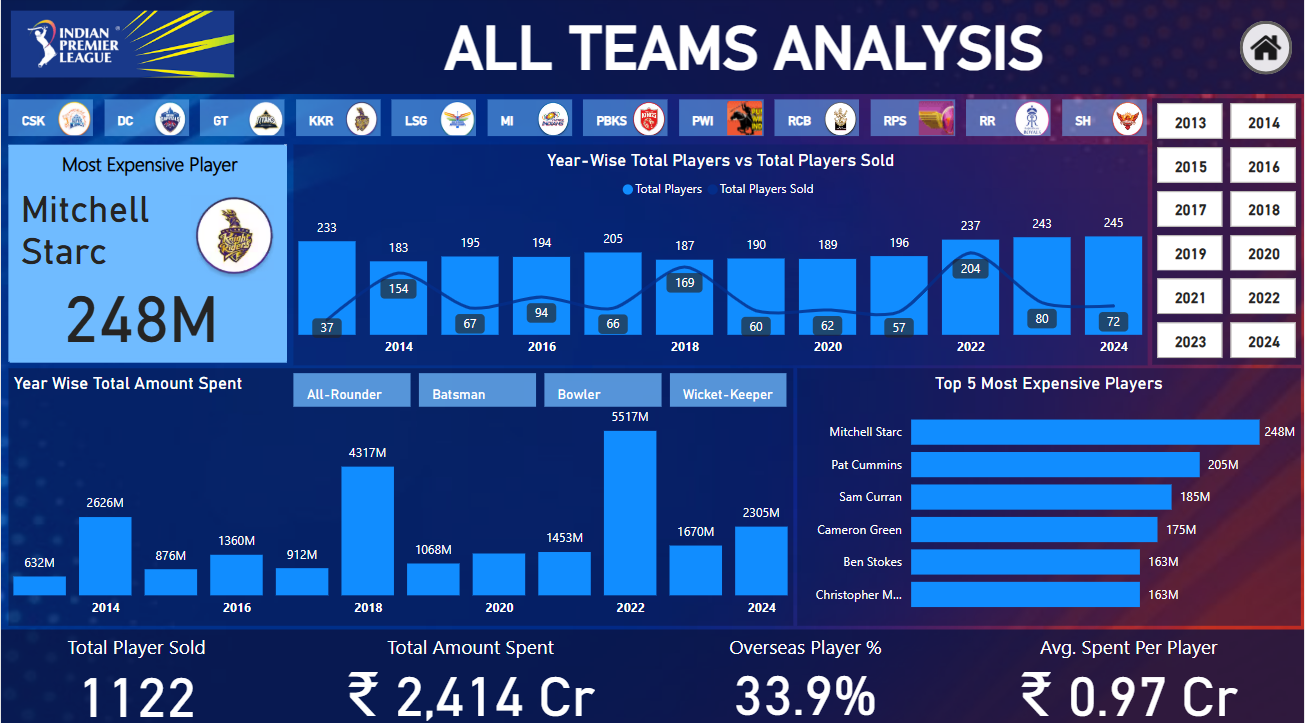 INDIAN
PREMIER
LEAGUE
ALL TEAMS ANALYSIS
CSK
DC
GT
KKR
LSG
MI
PBKS
PWI
RCB
RPS
RR
SH
2013 2014
2015 2016
2017 2018
2019 2020
2021 2022
2023 2024
Most Expensive Player
Mitchell
Starc
248M
Year-Wise Total Players vs Total Players Sold
Total Players Total Players Sold
233 183 195 194 205 187 190 189 196 237 243 245
37 154 67 94 66 169 60 62 57 204 80 72
2014 2016 2018 2020 2022 2024
Year Wise Total Amount Spent
All-Rounder
Batsman
Bowler
Wicket-Keeper
632M 2626M 876M 1360M 912M 4317M 1068M 1453M 5517M 1670M 2305M
2014 2016 2018 2020 2022 2024
Top 5 Most Expensive Players
Mitchell Starc 248M
Pat Cummins 205M
Sam Curran 185M
Cameron Green 175M
Ben Stokes 163M
Christopher M... 163M
Total Player Sold
1122
Total Amount Spent
₹ 2,414 Cr
Overseas Player %
33.9%
Avg. Spent Per Player
₹ 0.97 Cr